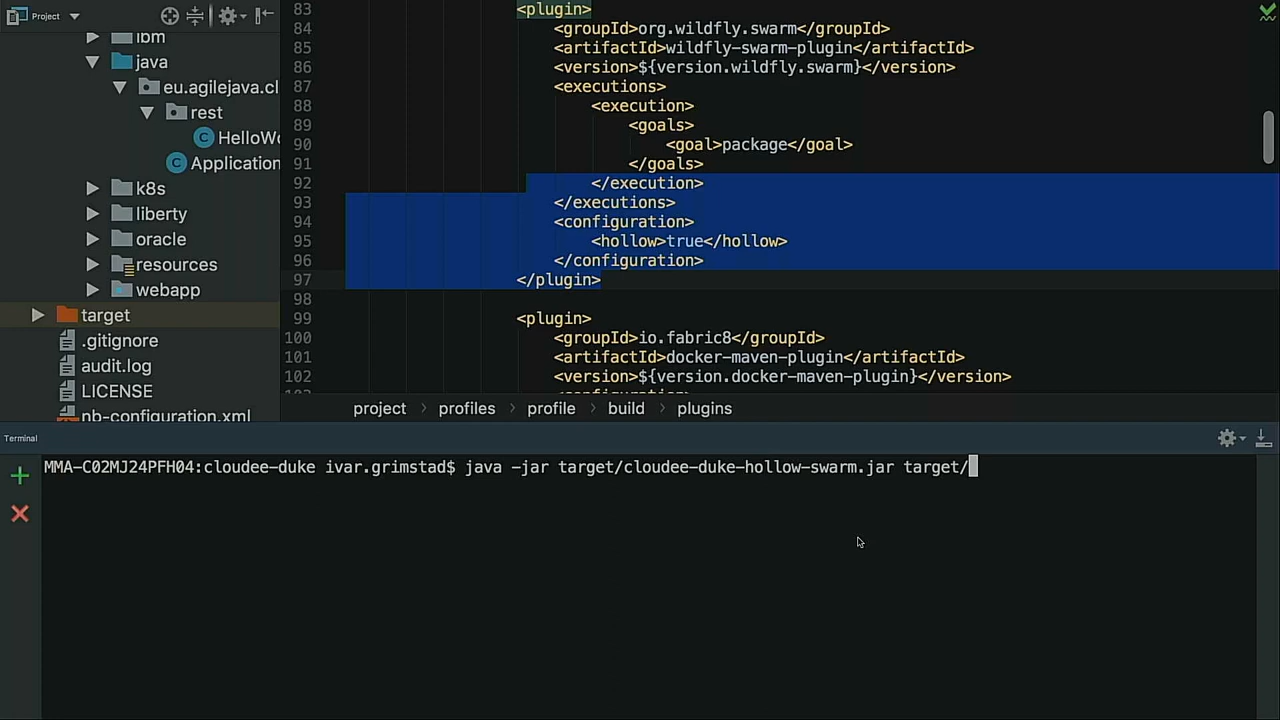 Project
ibm
java
eu.agilejava.cl
rest
HelloWo
Application
k8s
liberty
oracle
resources
webapp
target
.gitignore
audit.log
LICENSE
nb-configuration.xml
83 <plugin>
84 <groupId>org.wildfly.swarm</groupId>
85 <artifactId>wildfly-swarm-plugin</artifactId>
86 <version>${version.wildfly.swarm}</version>
87 <executions>
88 <execution>
89 <goals>
90 <goal>package</goal>
91 </goals>
92 </execution>
93 </executions>
94 <configuration>
95 <hollow>true</hollow>
96 </configuration>
97 </plugin>
98
99 <plugin>
100 <groupId>io.fabric8</groupId>
101 <artifactId>docker-maven-plugin</artifactId>
102 <version>${version.docker-maven-plugin}</version>
project > profiles > profile > build > plugins
Terminal
MMA-C02MJ24PFH04:cloudee-duke ivar.grimstad$ java -jar target/cloudee-duke-hollow-swarm.jar target/